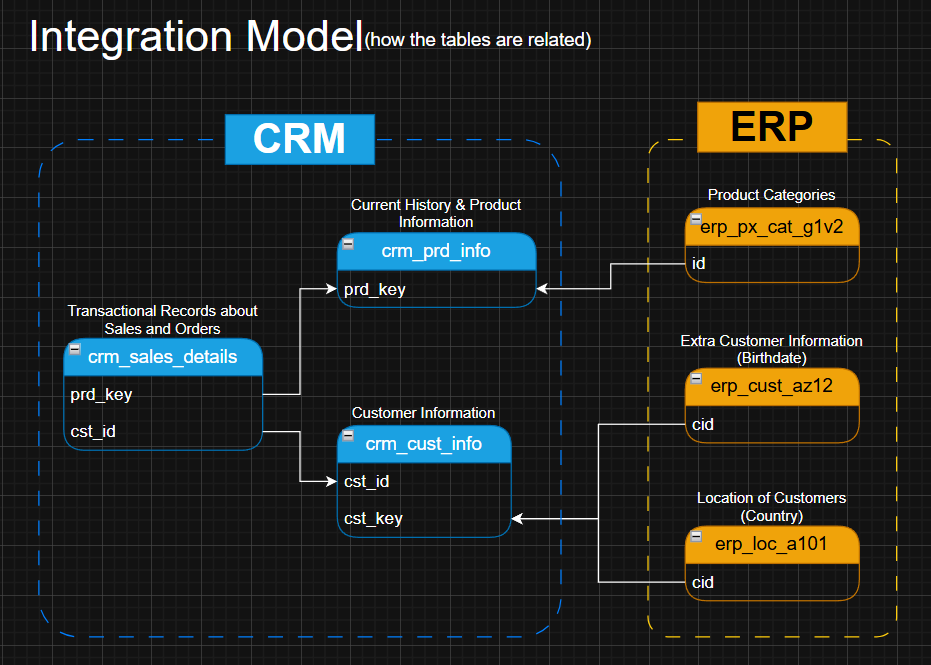 Integration Model(how the tables are related)
CRM
ERP
Current History & Product
Information
crm_prd_info
prd_key
Transactional Records about
Sales and Orders
crm_sales_details
prd_key
cst_id
Customer Information
crm_cust_info
cst_id
cst_key
Product Categories
erp_px_cat_g1v2
id
Extra Customer Information
(Birthdate)
erp_cust_az12
cid
Location of Customers
(Country)
erp_loc_a101
cid